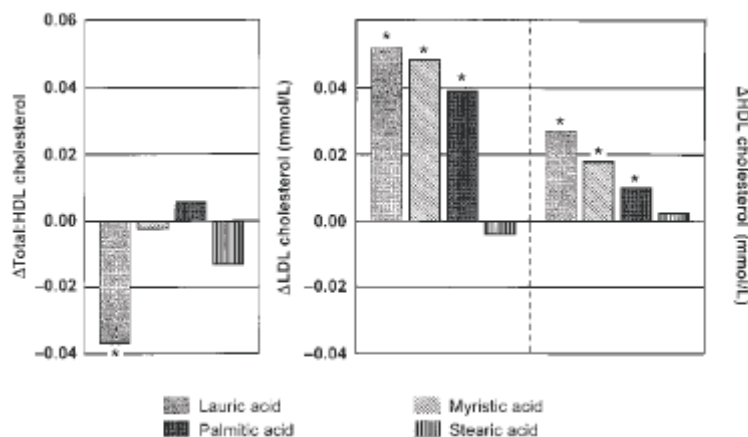 ΔTotal:HDL cholesterol
0.06
0.04
0.02
0.00
−0.02
−0.04
*
ΔLDL cholesterol (mmol/L)
0.04
0.02
0.00
−0.02
−0.04
* * *
* * *
ΔHDL cholesterol (mmol/L)
Lauric acid
Myristic acid
Palmitic acid
Stearic acid